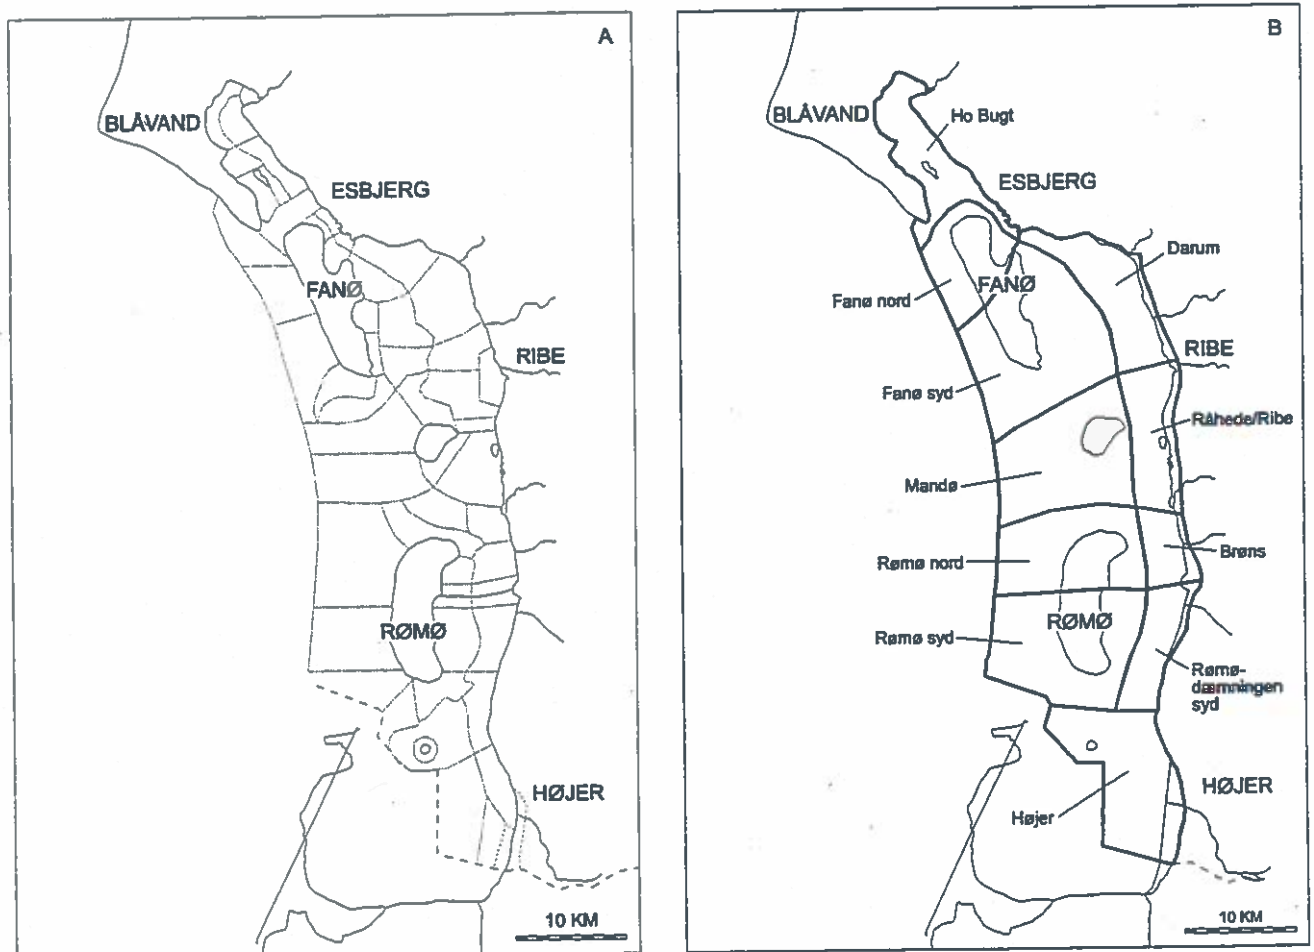 A
BLÅVAND
ESBJERG
FANØ
RIBE
RØMØ
HØJER
10 KM
B
BLÅVAND
Ho Bugt
ESBJERG
Darum
FANØ
Fanø nord
RIBE
Fanø syd
Råhede/Ribe
Mandø
Brøns
Rømø nord
RØMØ
Rømø syd
Rømø-
dæmningen
syd
HØJER
Højer
10 KM